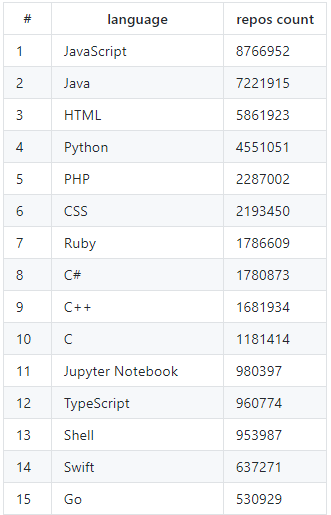 # language repos count
1 JavaScript 8766952
2 Java 7221915
3 HTML 5861923
4 Python 4551051
5 PHP 2287002
6 CSS 2193450
7 Ruby 1786609
8 C# 1780873
9 C++ 1681934
10 C 1181414
11 Jupyter Notebook 980397
12 TypeScript 960774
13 Shell 953987
14 Swift 637271
15 Go 530929